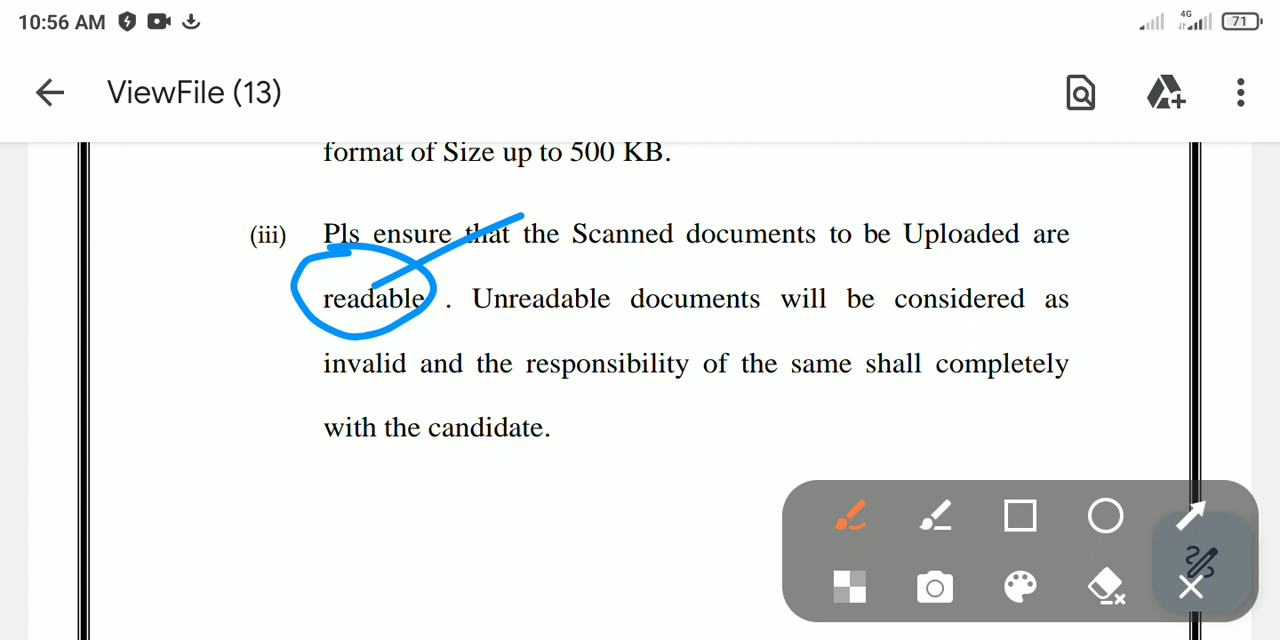 10:56 AM 4G 71
ViewFile (13)
format of Size up to 500 KB.
(iii) Pls ensure that the Scanned documents to be Uploaded are
readable . Unreadable documents will be considered as
invalid and the responsibility of the same shall completely
with the candidate.